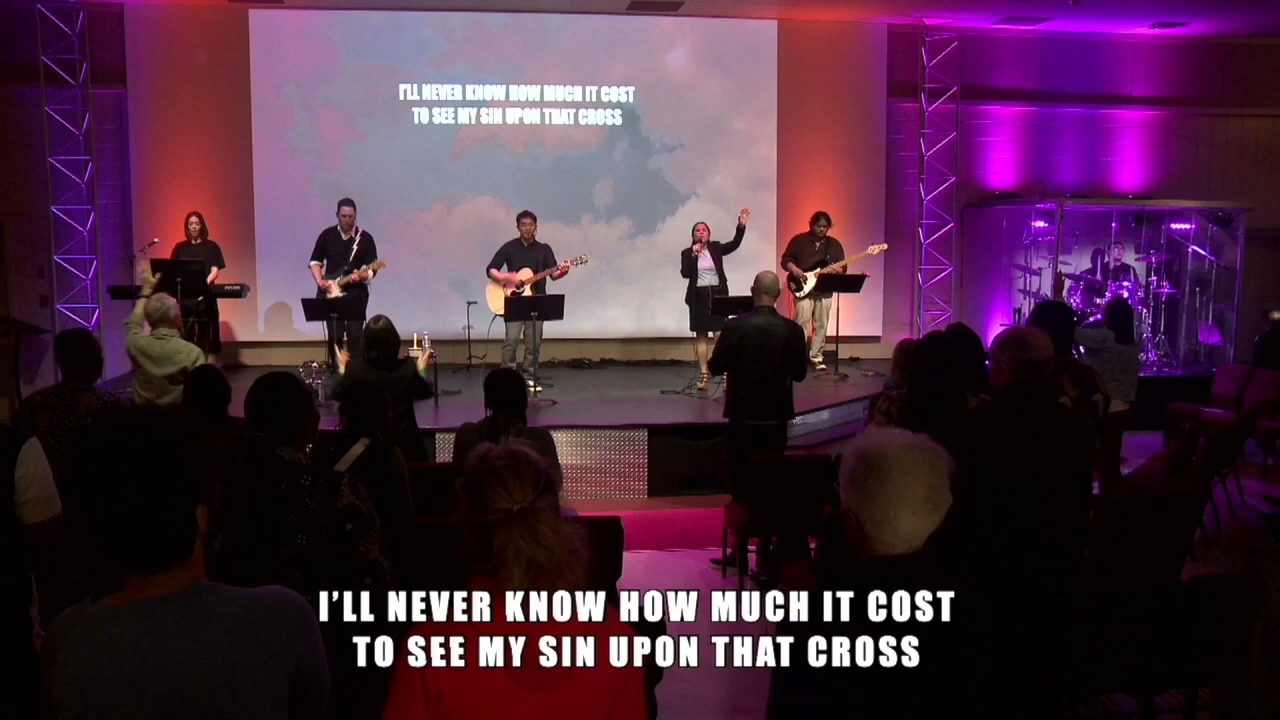 I'LL NEVER KNOW HOW MUCH IT COST
TO SEE MY SIN UPON THAT CROSS
I’LL NEVER KNOW HOW MUCH IT COST
TO SEE MY SIN UPON THAT CROSS